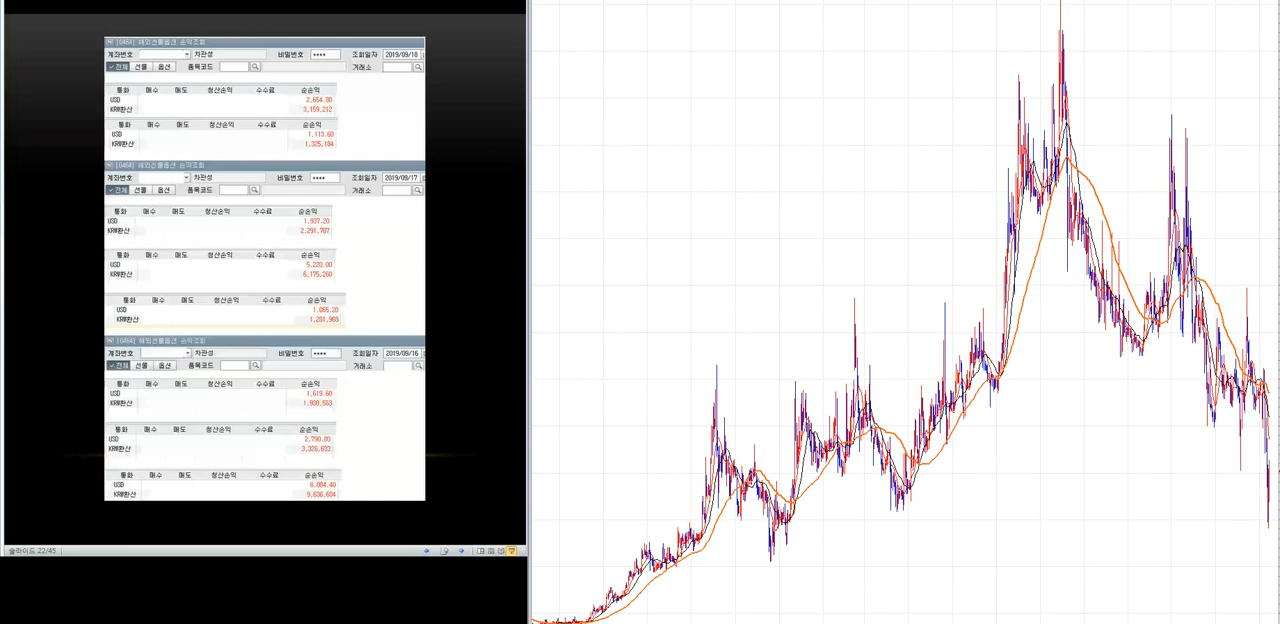 [0464] 해외선물옵션 손익조회
계좌번호 차관성 비밀번호 **** 조회일자 2019/09/18
전체 선물 옵션 품목코드 거래소
통화 매수 매도 청산손익 수수료 순손익
USD 2,654.80
KRW환산 3,159,212
통화 매수 매도 청산손익 수수료 순손익
USD 1,113.60
KRW환산 1,325,184
[0464] 해외선물옵션 손익조회
계좌번호 차관성 비밀번호 **** 조회일자 2019/09/17
전체 선물 옵션 품목코드 거래소
통화 매수 매도 청산손익 수수료 순손익
USD 1,937.20
KRW환산 2,291,707
통화 매수 매도 청산손익 수수료 순손익
USD 5,220.00
KRW환산 6,175,260
통화 매수 매도 청산손익 수수료 순손익
USD 1,065.20
KRW환산
[0464] 해외선물옵션 손익조회
계좌번호 차관성 비밀번호 **** 조회일자 2019/09/16
전체 선물 옵션 품목코드 거래소
통화 매수 매도 청산손익 수수료 순손익
USD 1,619.60
KRW환산 1,930,563
통화 매수 매도 청산손익 수수료 순손익
USD 2,790.80
KRW환산 3,326,633
통화 매수 매도 청산손익 수수료 순손익
USD 8,084.40
KRW환산 9,636,604
슬라이드 22/45